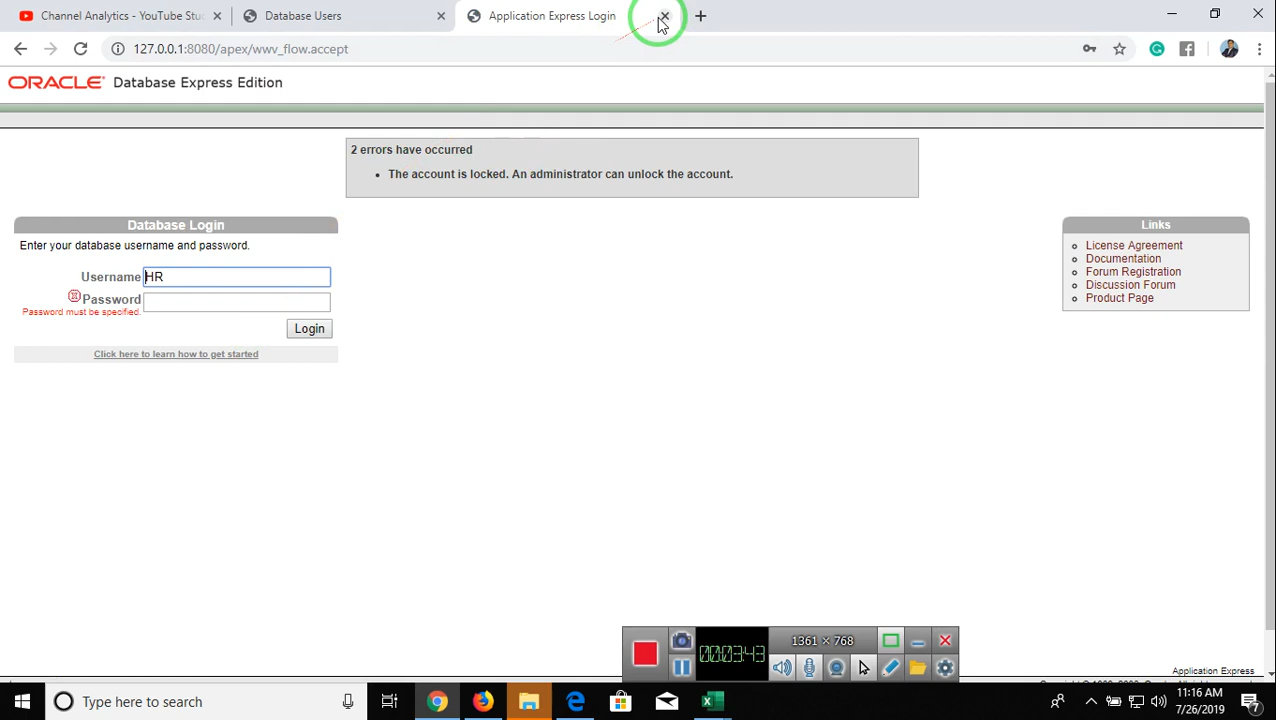 Channel Analytics - YouTube Stu
Database Users
Application Express Login
127.0.0.1:8080/apex/wwv_flow.accept
ORACLE Database Express Edition
2 errors have occurred
The account is locked. An administrator can unlock the account.
Database Login
Enter your database username and password.
Username HR
Password
Password must be specified.
Login
Click here to learn how to get started
Links
License Agreement
Documentation
Forum Registration
Discussion Forum
Product Page
00:03:43
1361 × 768
Application Express
Type here to search
11:16 AM
7/26/2019
7